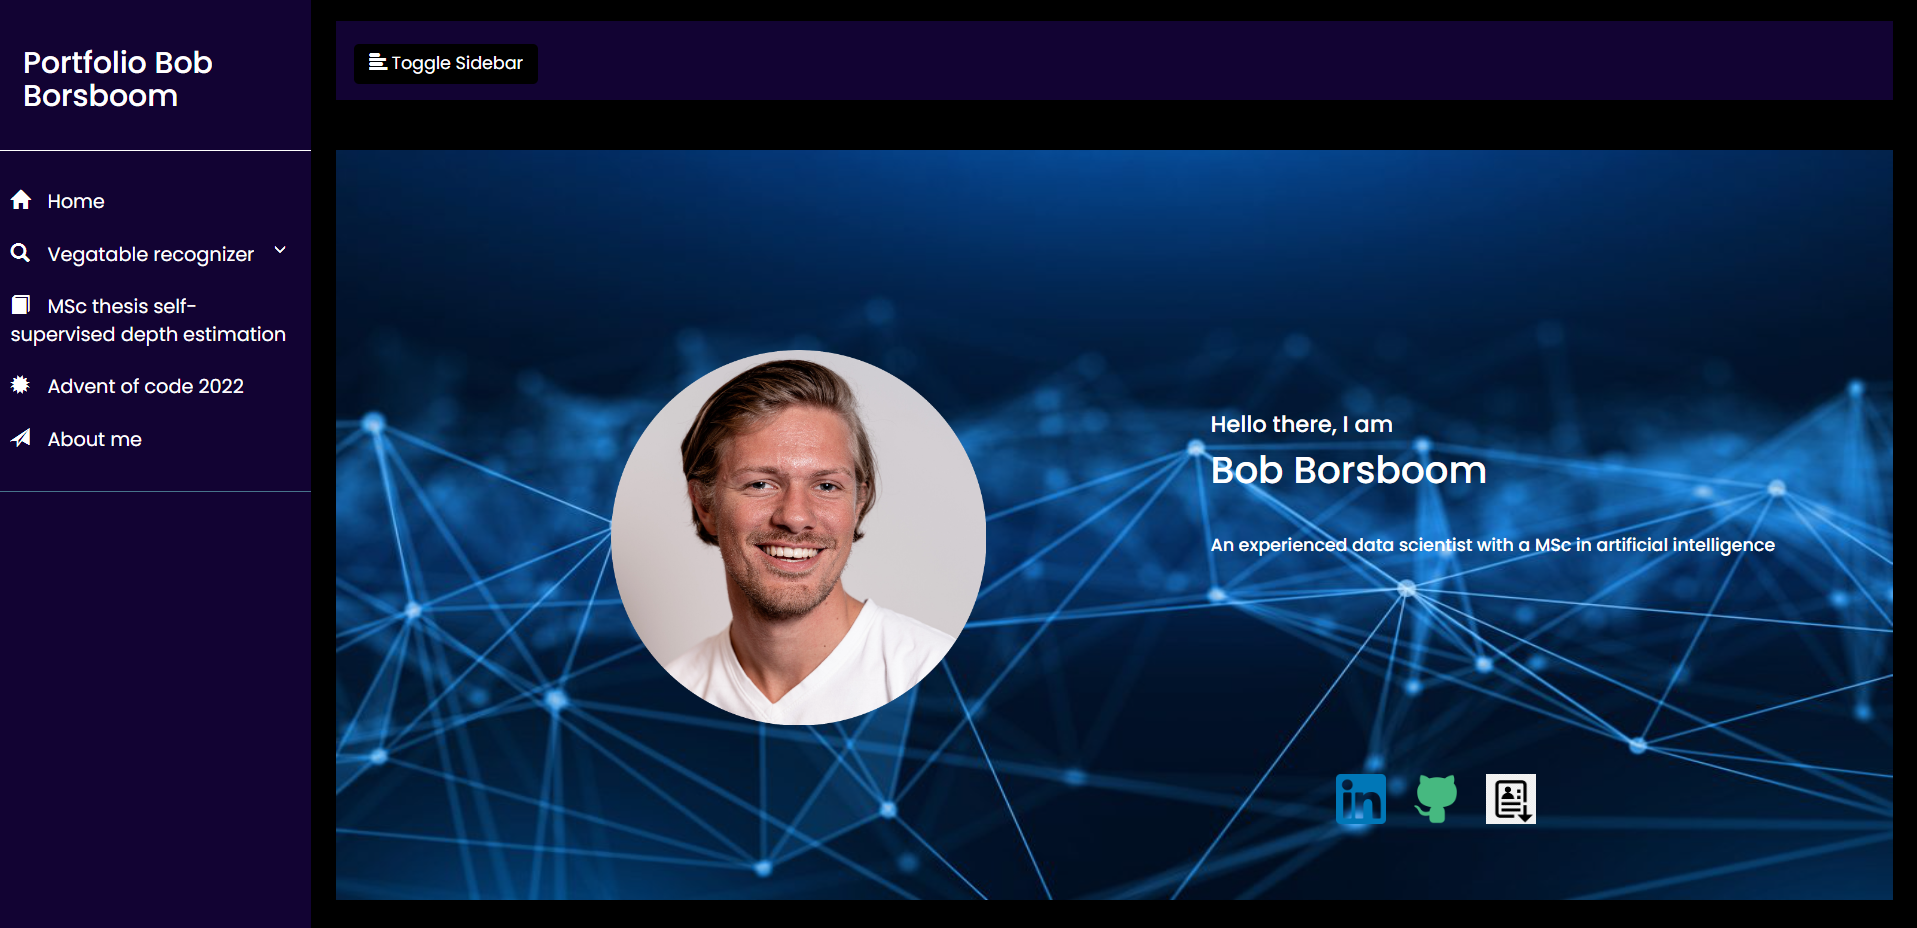 Portfolio Bob
Borsboom
Home
Vegatable recognizer
MSc thesis self-
supervised depth estimation
Advent of code 2022
About me
Toggle Sidebar
Hello there, I am
Bob Borsboom
An experienced data scientist with a MSc in artificial intelligence
in